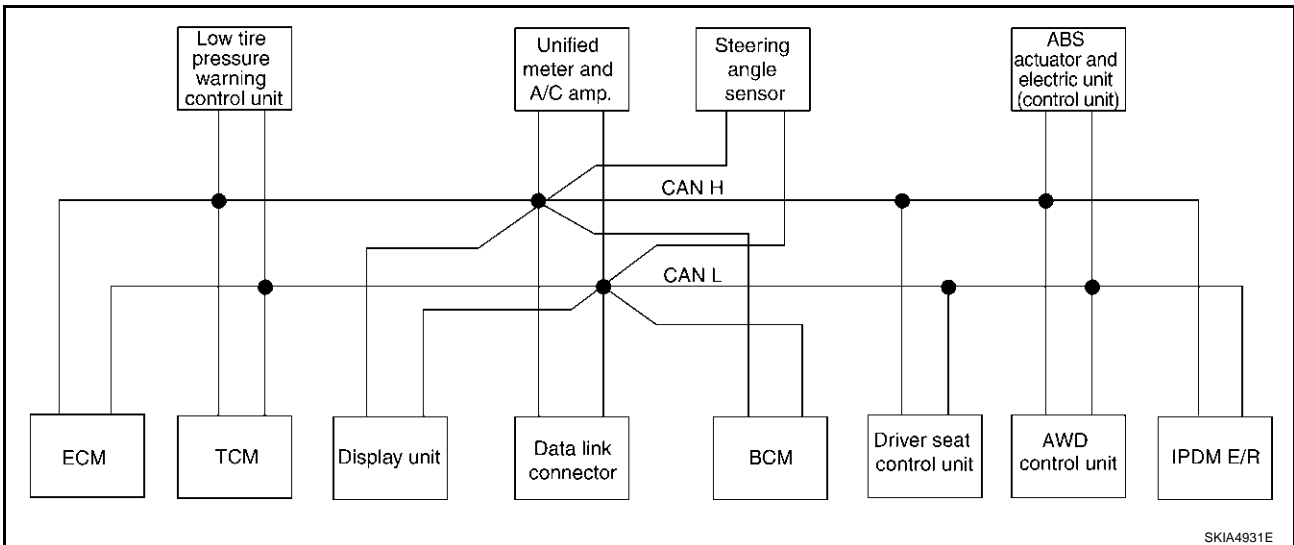 Low tire
pressure
warning
control unit
Unified
meter and
A/C amp.
Steering
angle
sensor
ABS
actuator and
electric unit
(control unit)
CAN H
CAN L
ECM
TCM
Display unit
Data link
connector
BCM
Driver seat
control unit
AWD
control unit
IPDM E/R
SKIA4931E